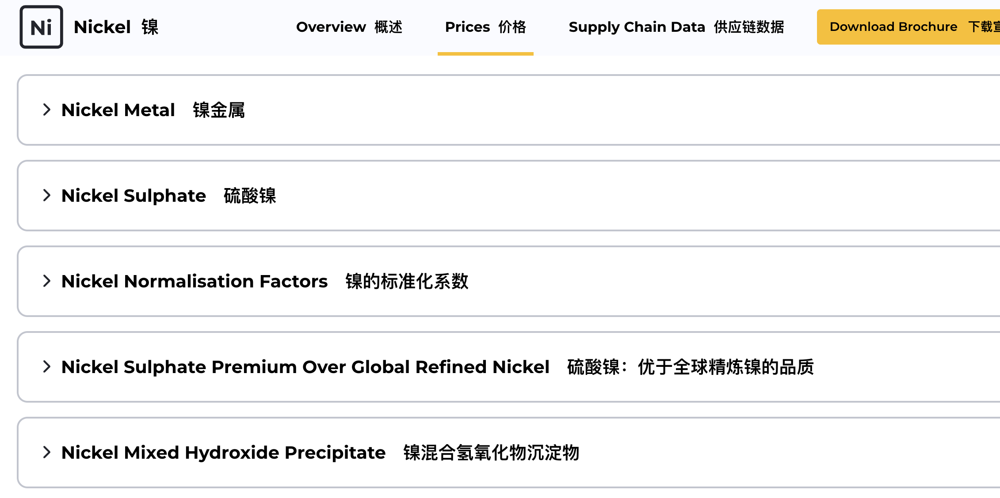 Ni Nickel 镍 Overview 概述 Prices 价格 Supply Chain Data 供应链数据 Download Brochure 下载
Nickel Metal 镍金属
Nickel Sulphate 硫酸镍
Nickel Normalisation Factors 镍的标准化系数
Nickel Sulphate Premium Over Global Refined Nickel 硫酸镍：优于全球精炼镍的品质
Nickel Mixed Hydroxide Precipitate 镍混合氢氧化物沉淀物